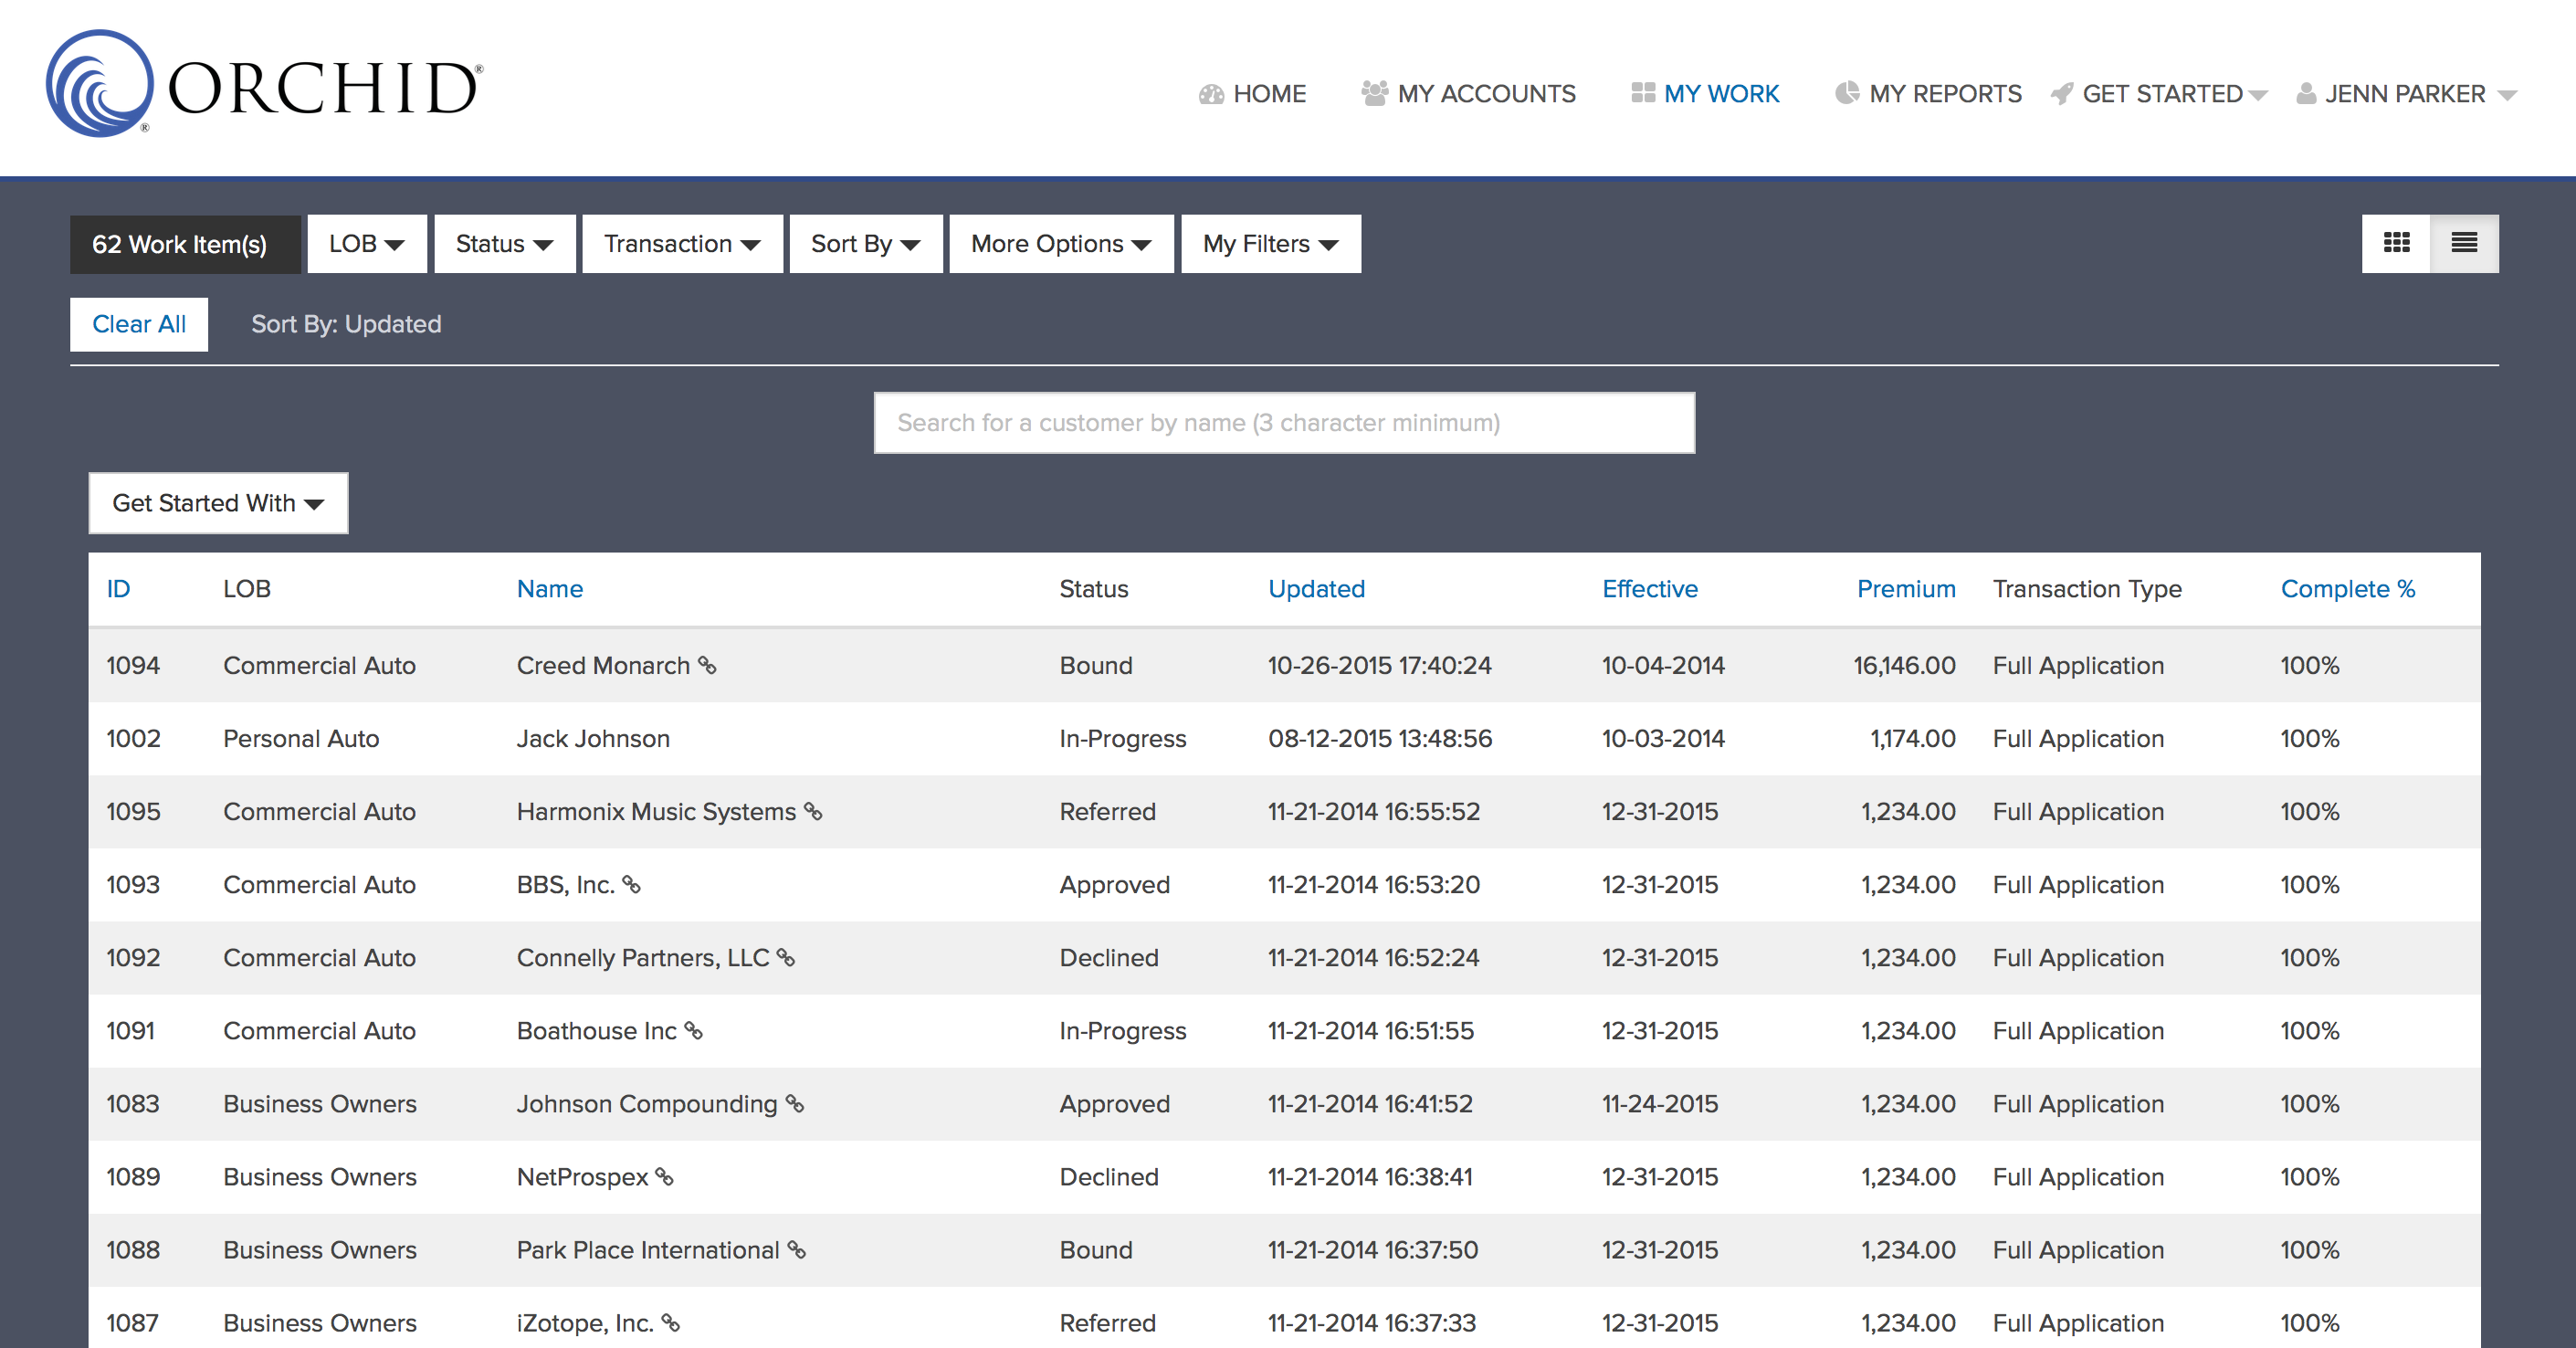 ORCHID®
®
HOME MY ACCOUNTS MY WORK MY REPORTS GET STARTED JENN PARKER
62 Work Item(s) LOB Status Transaction Sort By More Options My Filters
Clear All Sort By: Updated
Search for a customer by name (3 character minimum)
Get Started With
ID LOB Name Status Updated Effective Premium Transaction Type Complete %
1094 Commercial Auto Creed Monarch Bound 10-26-2015 17:40:24 10-04-2014 16,146.00 Full Application 100%
1002 Personal Auto Jack Johnson In-Progress 08-12-2015 13:48:56 10-03-2014 1,174.00 Full Application 100%
1095 Commercial Auto Harmonix Music Systems Referred 11-21-2014 16:55:52 12-31-2015 1,234.00 Full Application 100%
1093 Commercial Auto BBS, Inc. Approved 11-21-2014 16:53:20 12-31-2015 1,234.00 Full Application 100%
1092 Commercial Auto Connelly Partners, LLC Declined 11-21-2014 16:52:24 12-31-2015 1,234.00 Full Application 100%
1091 Commercial Auto Boathouse Inc In-Progress 11-21-2014 16:51:55 12-31-2015 1,234.00 Full Application 100%
1083 Business Owners Johnson Compounding Approved 11-21-2014 16:41:52 11-24-2015 1,234.00 Full Application 100%
1089 Business Owners NetProspex Declined 11-21-2014 16:38:41 12-31-2015 1,234.00 Full Application 100%
1088 Business Owners Park Place International Bound 11-21-2014 16:37:50 12-31-2015 1,234.00 Full Application 100%
1087 Business Owners iZotope, Inc. Referred 11-21-2014 16:37:33 12-31-2015 1,234.00 Full Application 100%